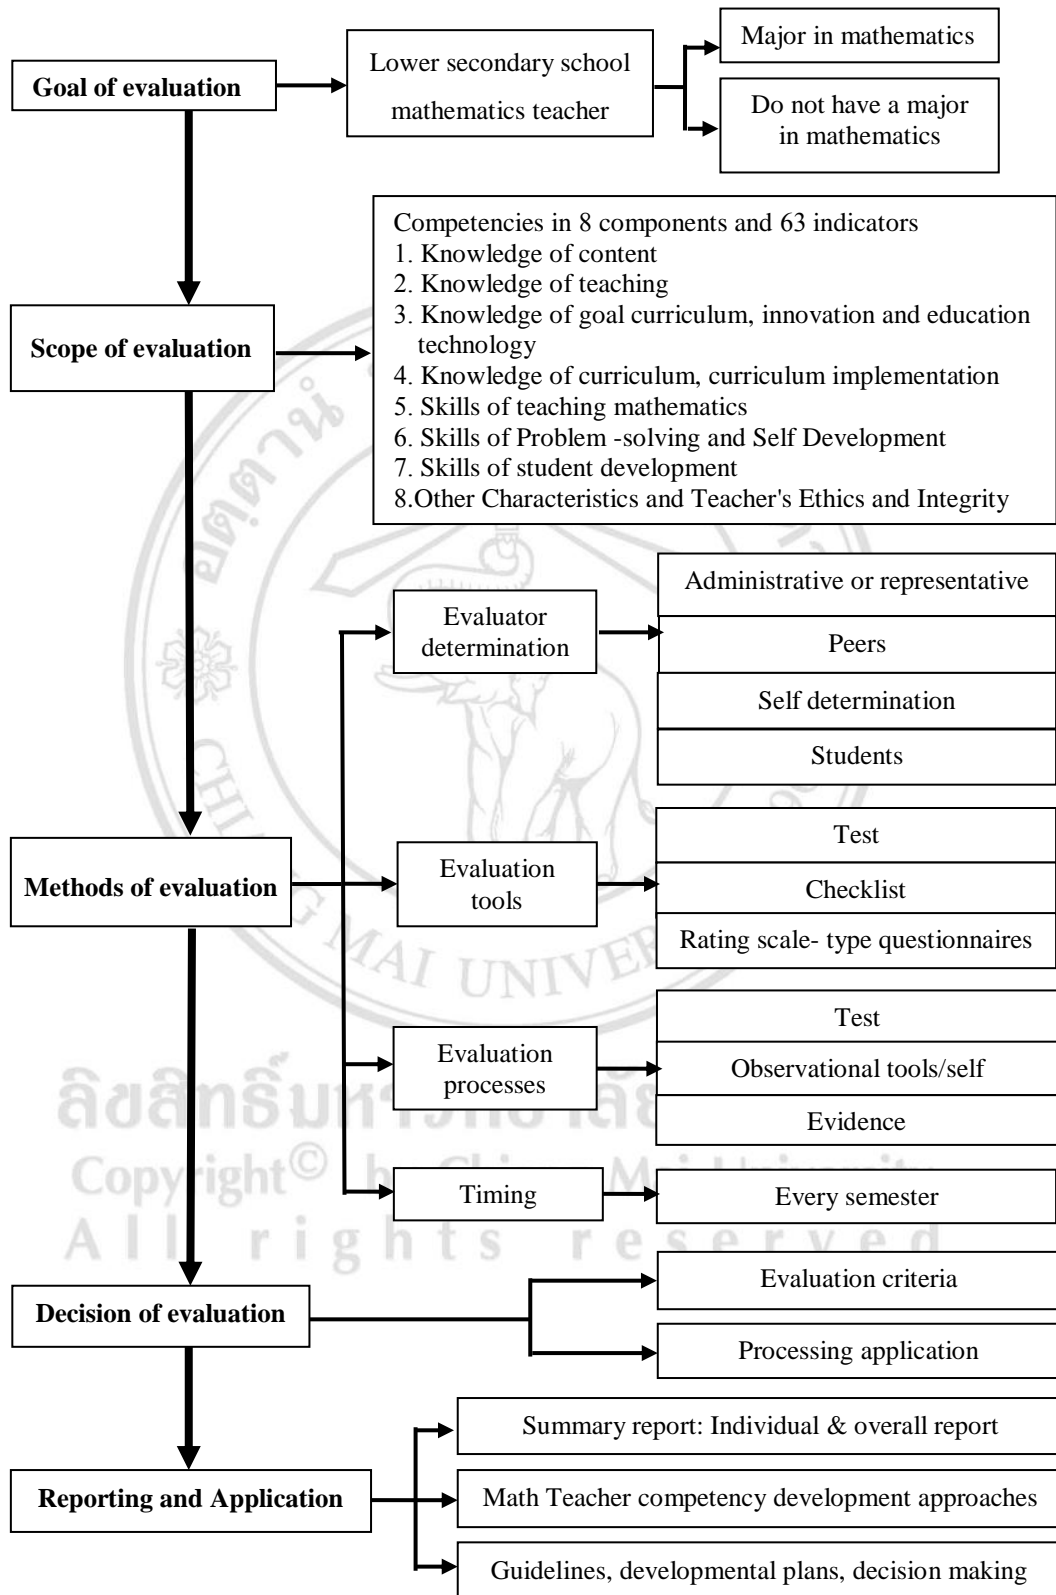 Major in mathematics
Lower secondary school
mathematics teacher
Goal of evaluation
Do not have a major
in mathematics
Competencies in 8 components and 63 indicators
1. Knowledge of content
2. Knowledge of teaching
3. Knowledge of goal curriculum, innovation and education
technology
4. Knowledge of curriculum, curriculum implementation
5. Skills of teaching mathematics
6. Skills of Problem -solving and Self Development
7. Skills of student development
8.Other Characteristics and Teacher's Ethics and Integrity
Scope of evaluation
Evaluator
determination
Administrative or representative
Peers
Self determination
Students
Methods of evaluation
Evaluation
tools
Test
Checklist
Rating scale- type questionnaires
Evaluation
processes
Test
Observational tools/self
Evidence
Timing
Every semester
Decision of evaluation
Evaluation criteria
Processing application
Reporting and Application
Summary report: Individual & overall report
Math Teacher competency development approaches
Guidelines, developmental plans, decision making
MAI UNIVER
Copyright©
All rights reserved